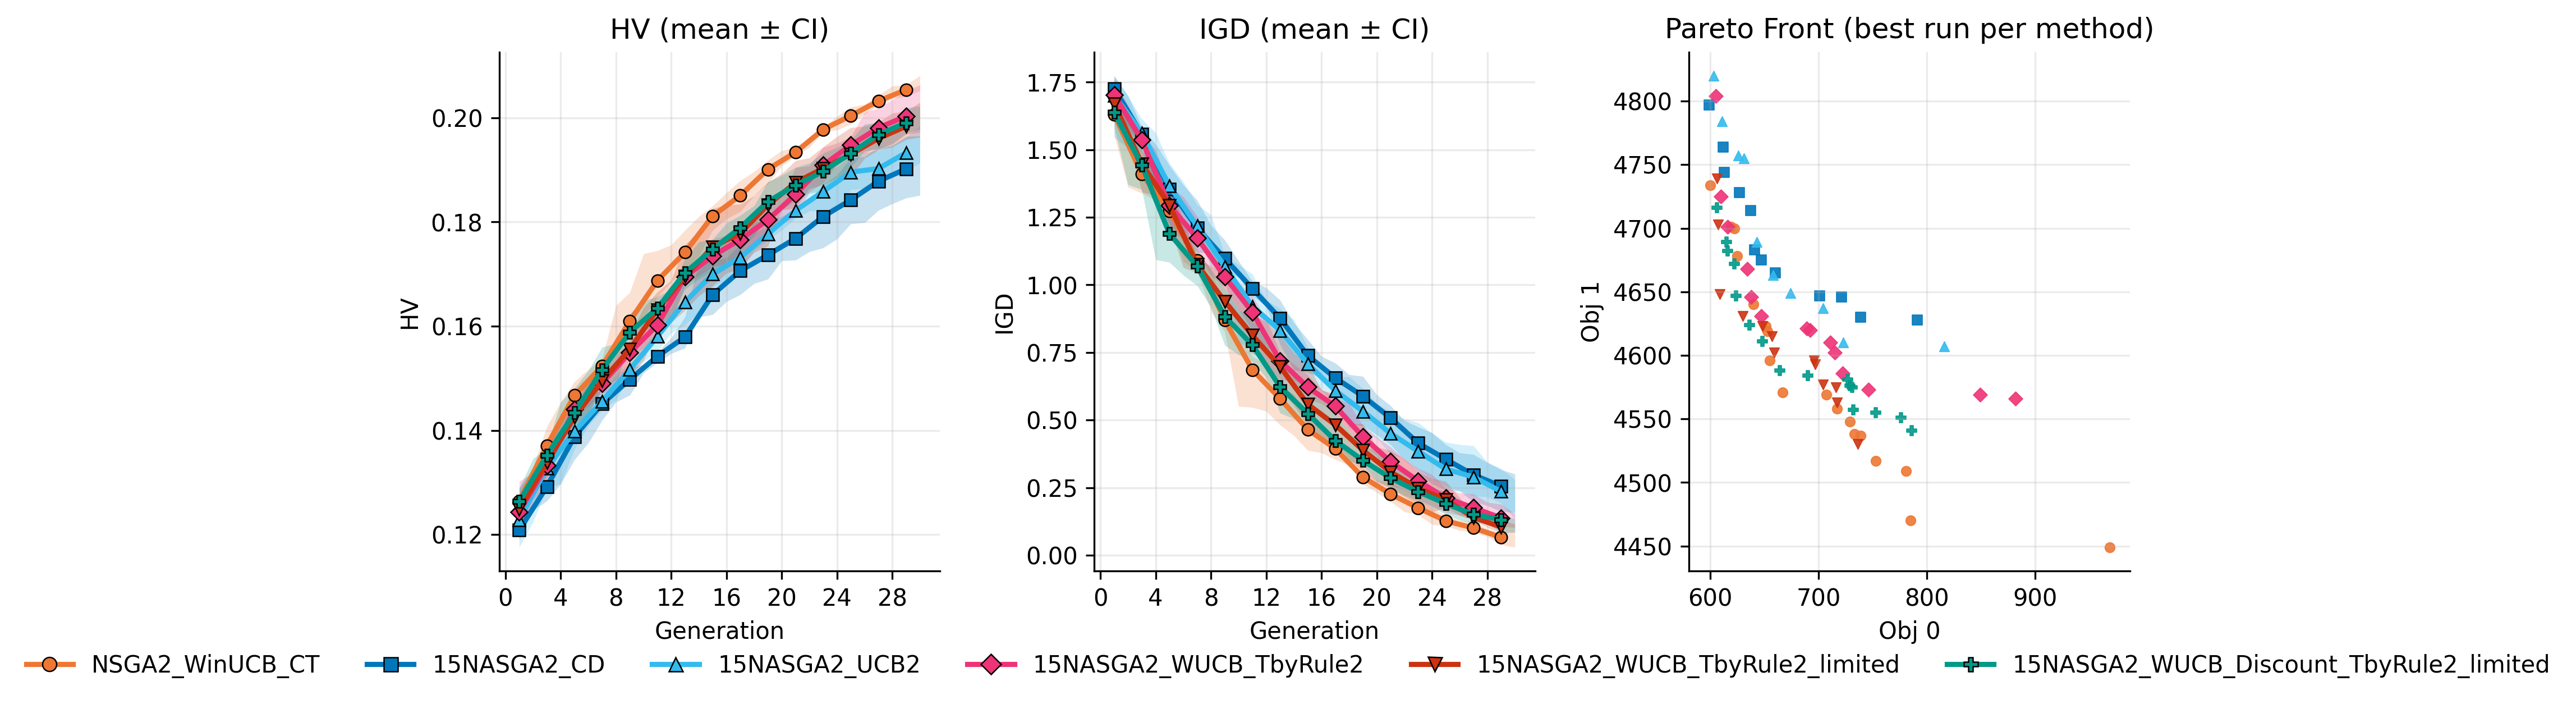 HV (mean ± CI)
IGD (mean ± CI)
Pareto Front (best run per method)
HV
0.20
0.18
0.16
0.14
0.12
0 4 8 12 16 20 24 28
Generation
IGD
1.75
1.50
1.25
1.00
0.75
0.50
0.25
0.00
0 4 8 12 16 20 24 28
Generation
Obj 1
4800
4750
4700
4650
4600
4550
4500
4450
600 700 800 900
Obj 0
NSGA2_WinUCB_CT 15NASGA2_CD 15NASGA2_UCB2 15NASGA2_WUCB_TbyRule2 15NASGA2_WUCB_TbyRule2_limited 15NASGA2_WUCB_Discount_TbyRule2_limited